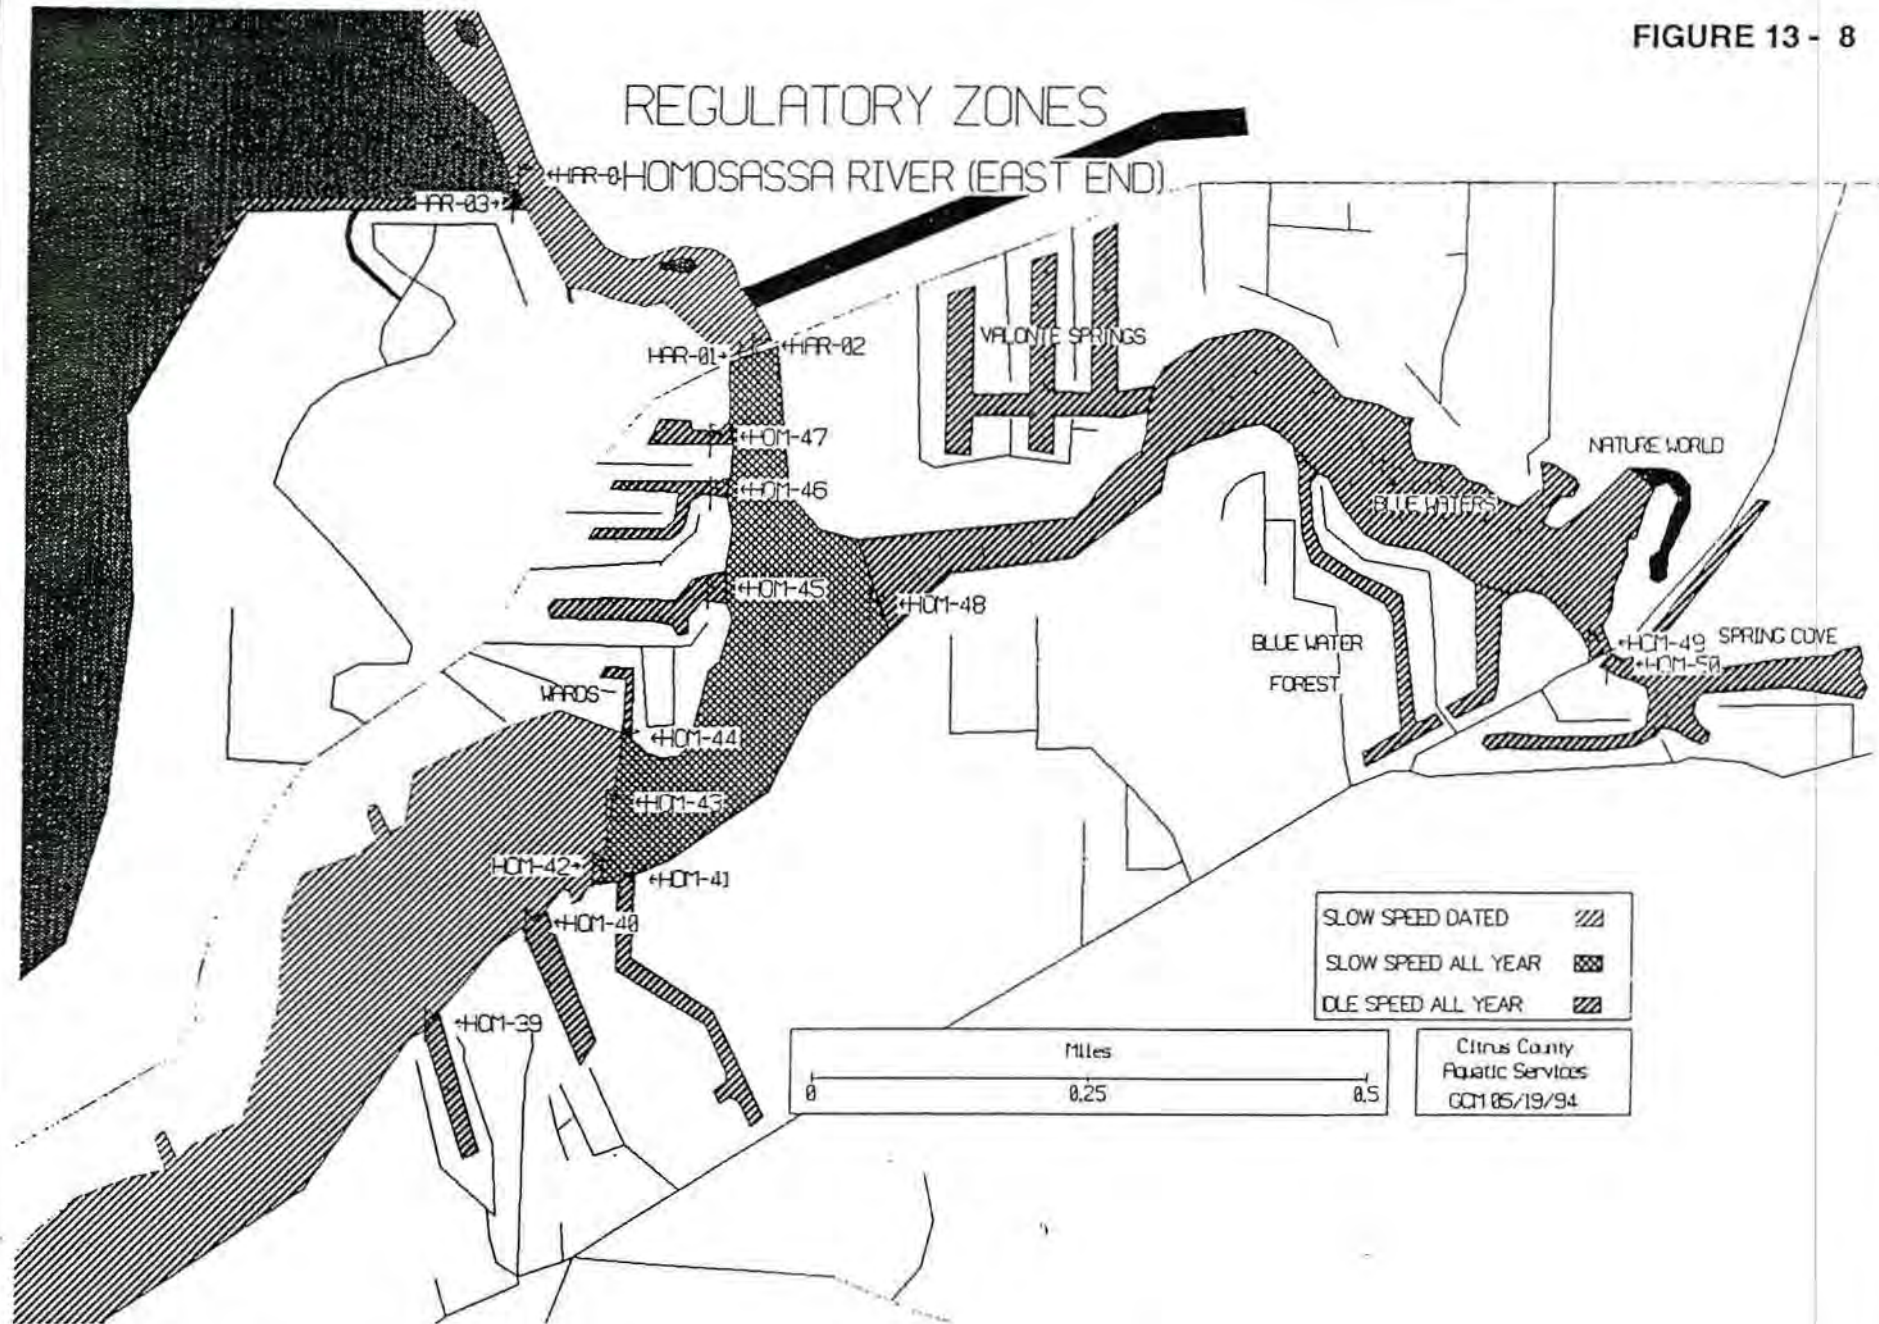 FIGURE 13 - 8
REGULATORY ZONES
HOMOSASSA RIVER (EAST END)
←HAR-0
HAR-03→
HAR-01→
←HAR-02
VALONTE SPRINGS
←HOM-47
←HOM-46
NATURE WORLD
BLUE WATERS
←HOM-45
←HOM-48
BLUE WATER
FOREST
←HOM-49
SPRING COVE
←HOM-50
WARDS
←HOM-44
←HOM-43
HOM-42→
←HOM-41
←HOM-40
←HOM-39
SLOW SPEED DATED
SLOW SPEED ALL YEAR
IDLE SPEED ALL YEAR
Miles
0 0.25 0.5
Citrus County
Aquatic Services
GCM 05/19/94